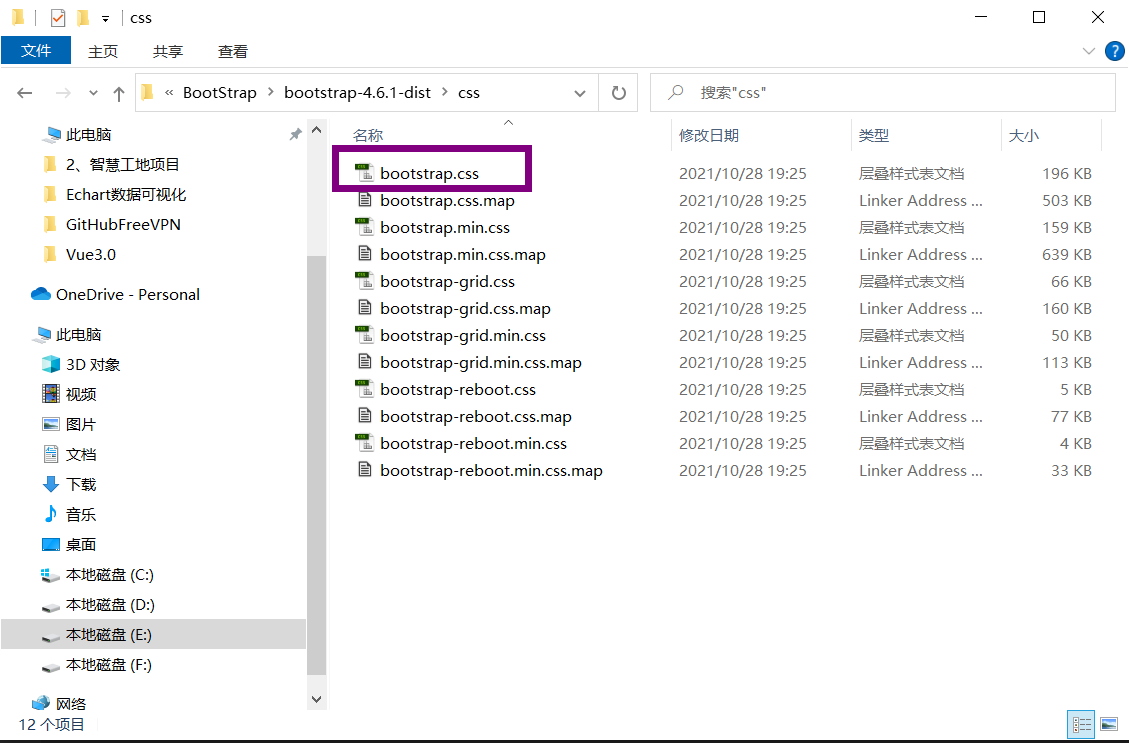 css
文件 主页 共享 查看
« BootStrap > bootstrap-4.6.1-dist > css 搜索"css"
此电脑
2、智慧工地项目
Echart数据可视化
GitHubFreeVPN
Vue3.0
OneDrive - Personal
此电脑
3D 对象
视频
图片
文档
下载
音乐
桌面
本地磁盘 (C:)
本地磁盘 (D:)
本地磁盘 (E:)
本地磁盘 (F:)
网络
名称 修改日期 类型 大小
bootstrap.css 2021/10/28 19:25 层叠样式表文档 196 KB
bootstrap.css.map 2021/10/28 19:25 Linker Address ... 503 KB
bootstrap.min.css 2021/10/28 19:25 层叠样式表文档 159 KB
bootstrap.min.css.map 2021/10/28 19:25 Linker Address ... 639 KB
bootstrap-grid.css 2021/10/28 19:25 层叠样式表文档 66 KB
bootstrap-grid.css.map 2021/10/28 19:25 Linker Address ... 160 KB
bootstrap-grid.min.css 2021/10/28 19:25 层叠样式表文档 50 KB
bootstrap-grid.min.css.map 2021/10/28 19:25 Linker Address ... 113 KB
bootstrap-reboot.css 2021/10/28 19:25 层叠样式表文档 5 KB
bootstrap-reboot.css.map 2021/10/28 19:25 Linker Address ... 77 KB
bootstrap-reboot.min.css 2021/10/28 19:25 层叠样式表文档 4 KB
bootstrap-reboot.min.css.map 2021/10/28 19:25 Linker Address ... 33 KB
12 个项目